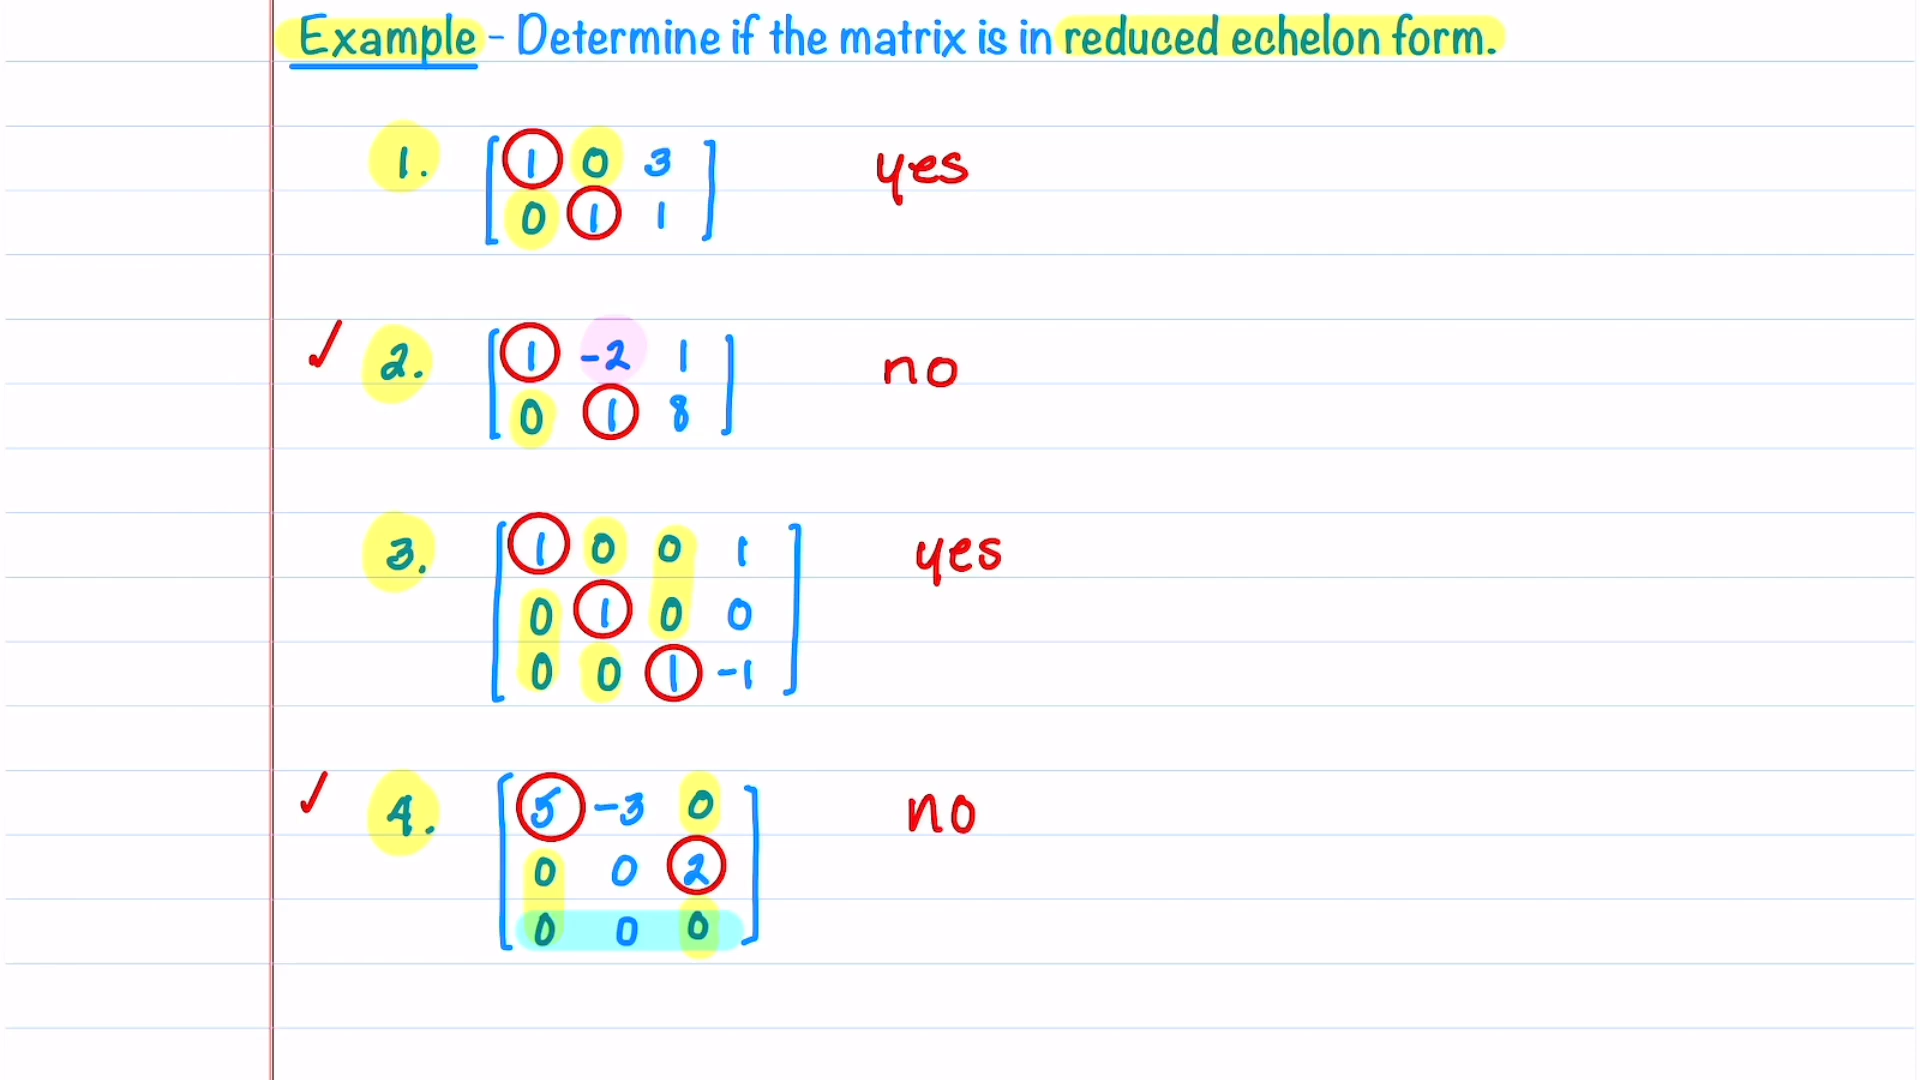 Example - Determine if the matrix is in reduced echelon form.
1. [ 1 0 3 ] yes
0 1 1
✓ 2. [ 1 -2 1 ] no
0 1 8
3. [ 1 0 0 1 ] yes
0 1 0 0
0 0 1 -1
✓ 4. [ 5 -3 0 ] no
0 0 2
0 0 0